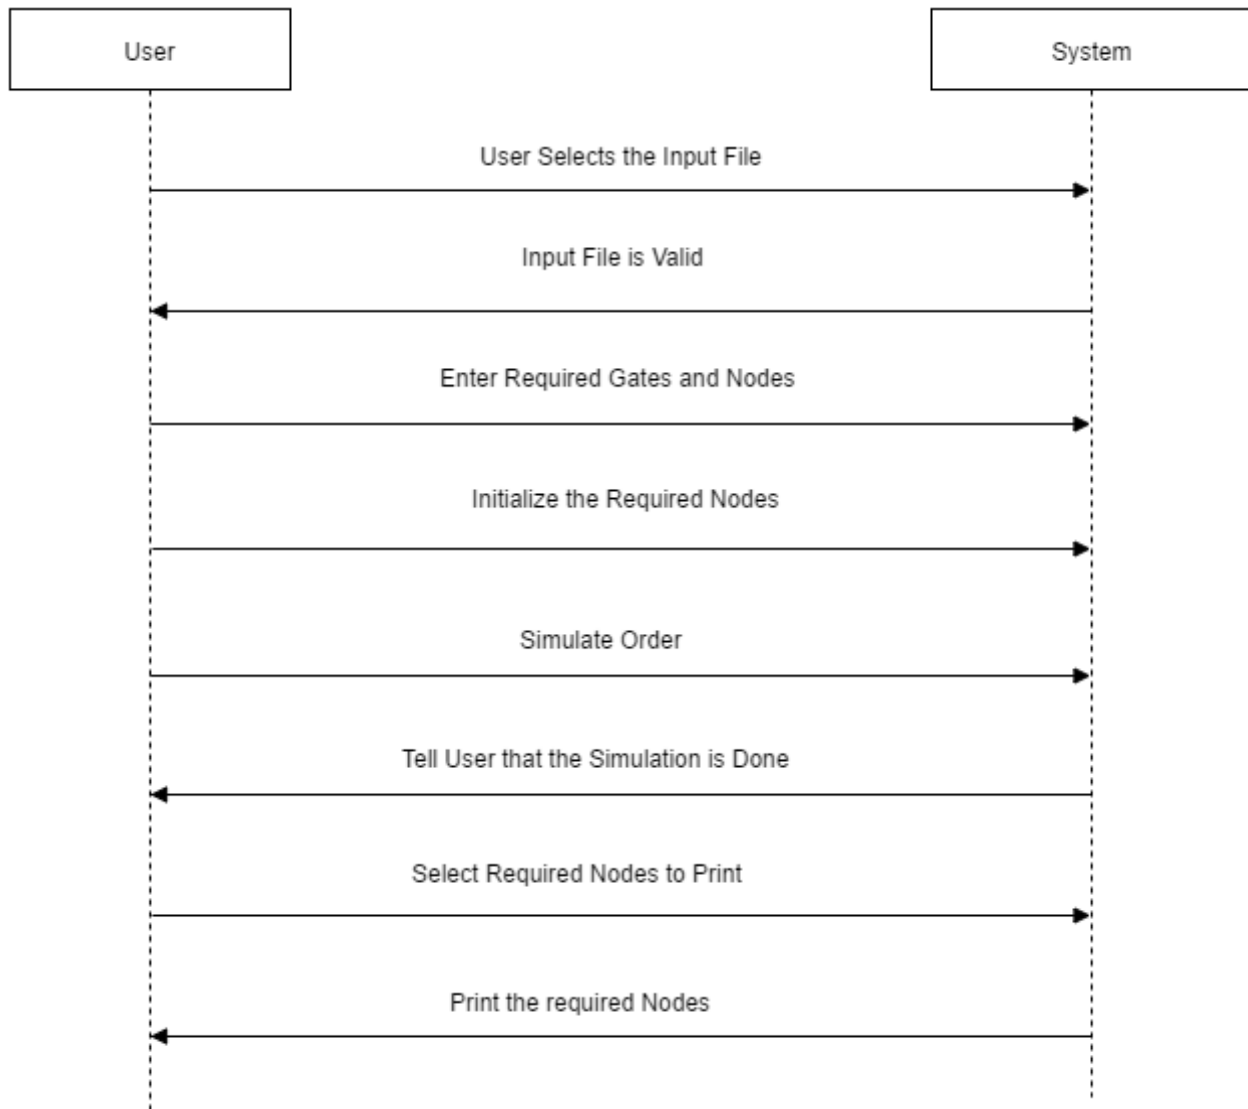 User
System
User Selects the Input File
Input File is Valid
Enter Required Gates and Nodes
Initialize the Required Nodes
Simulate Order
Tell User that the Simulation is Done
Select Required Nodes to Print
Print the required Nodes